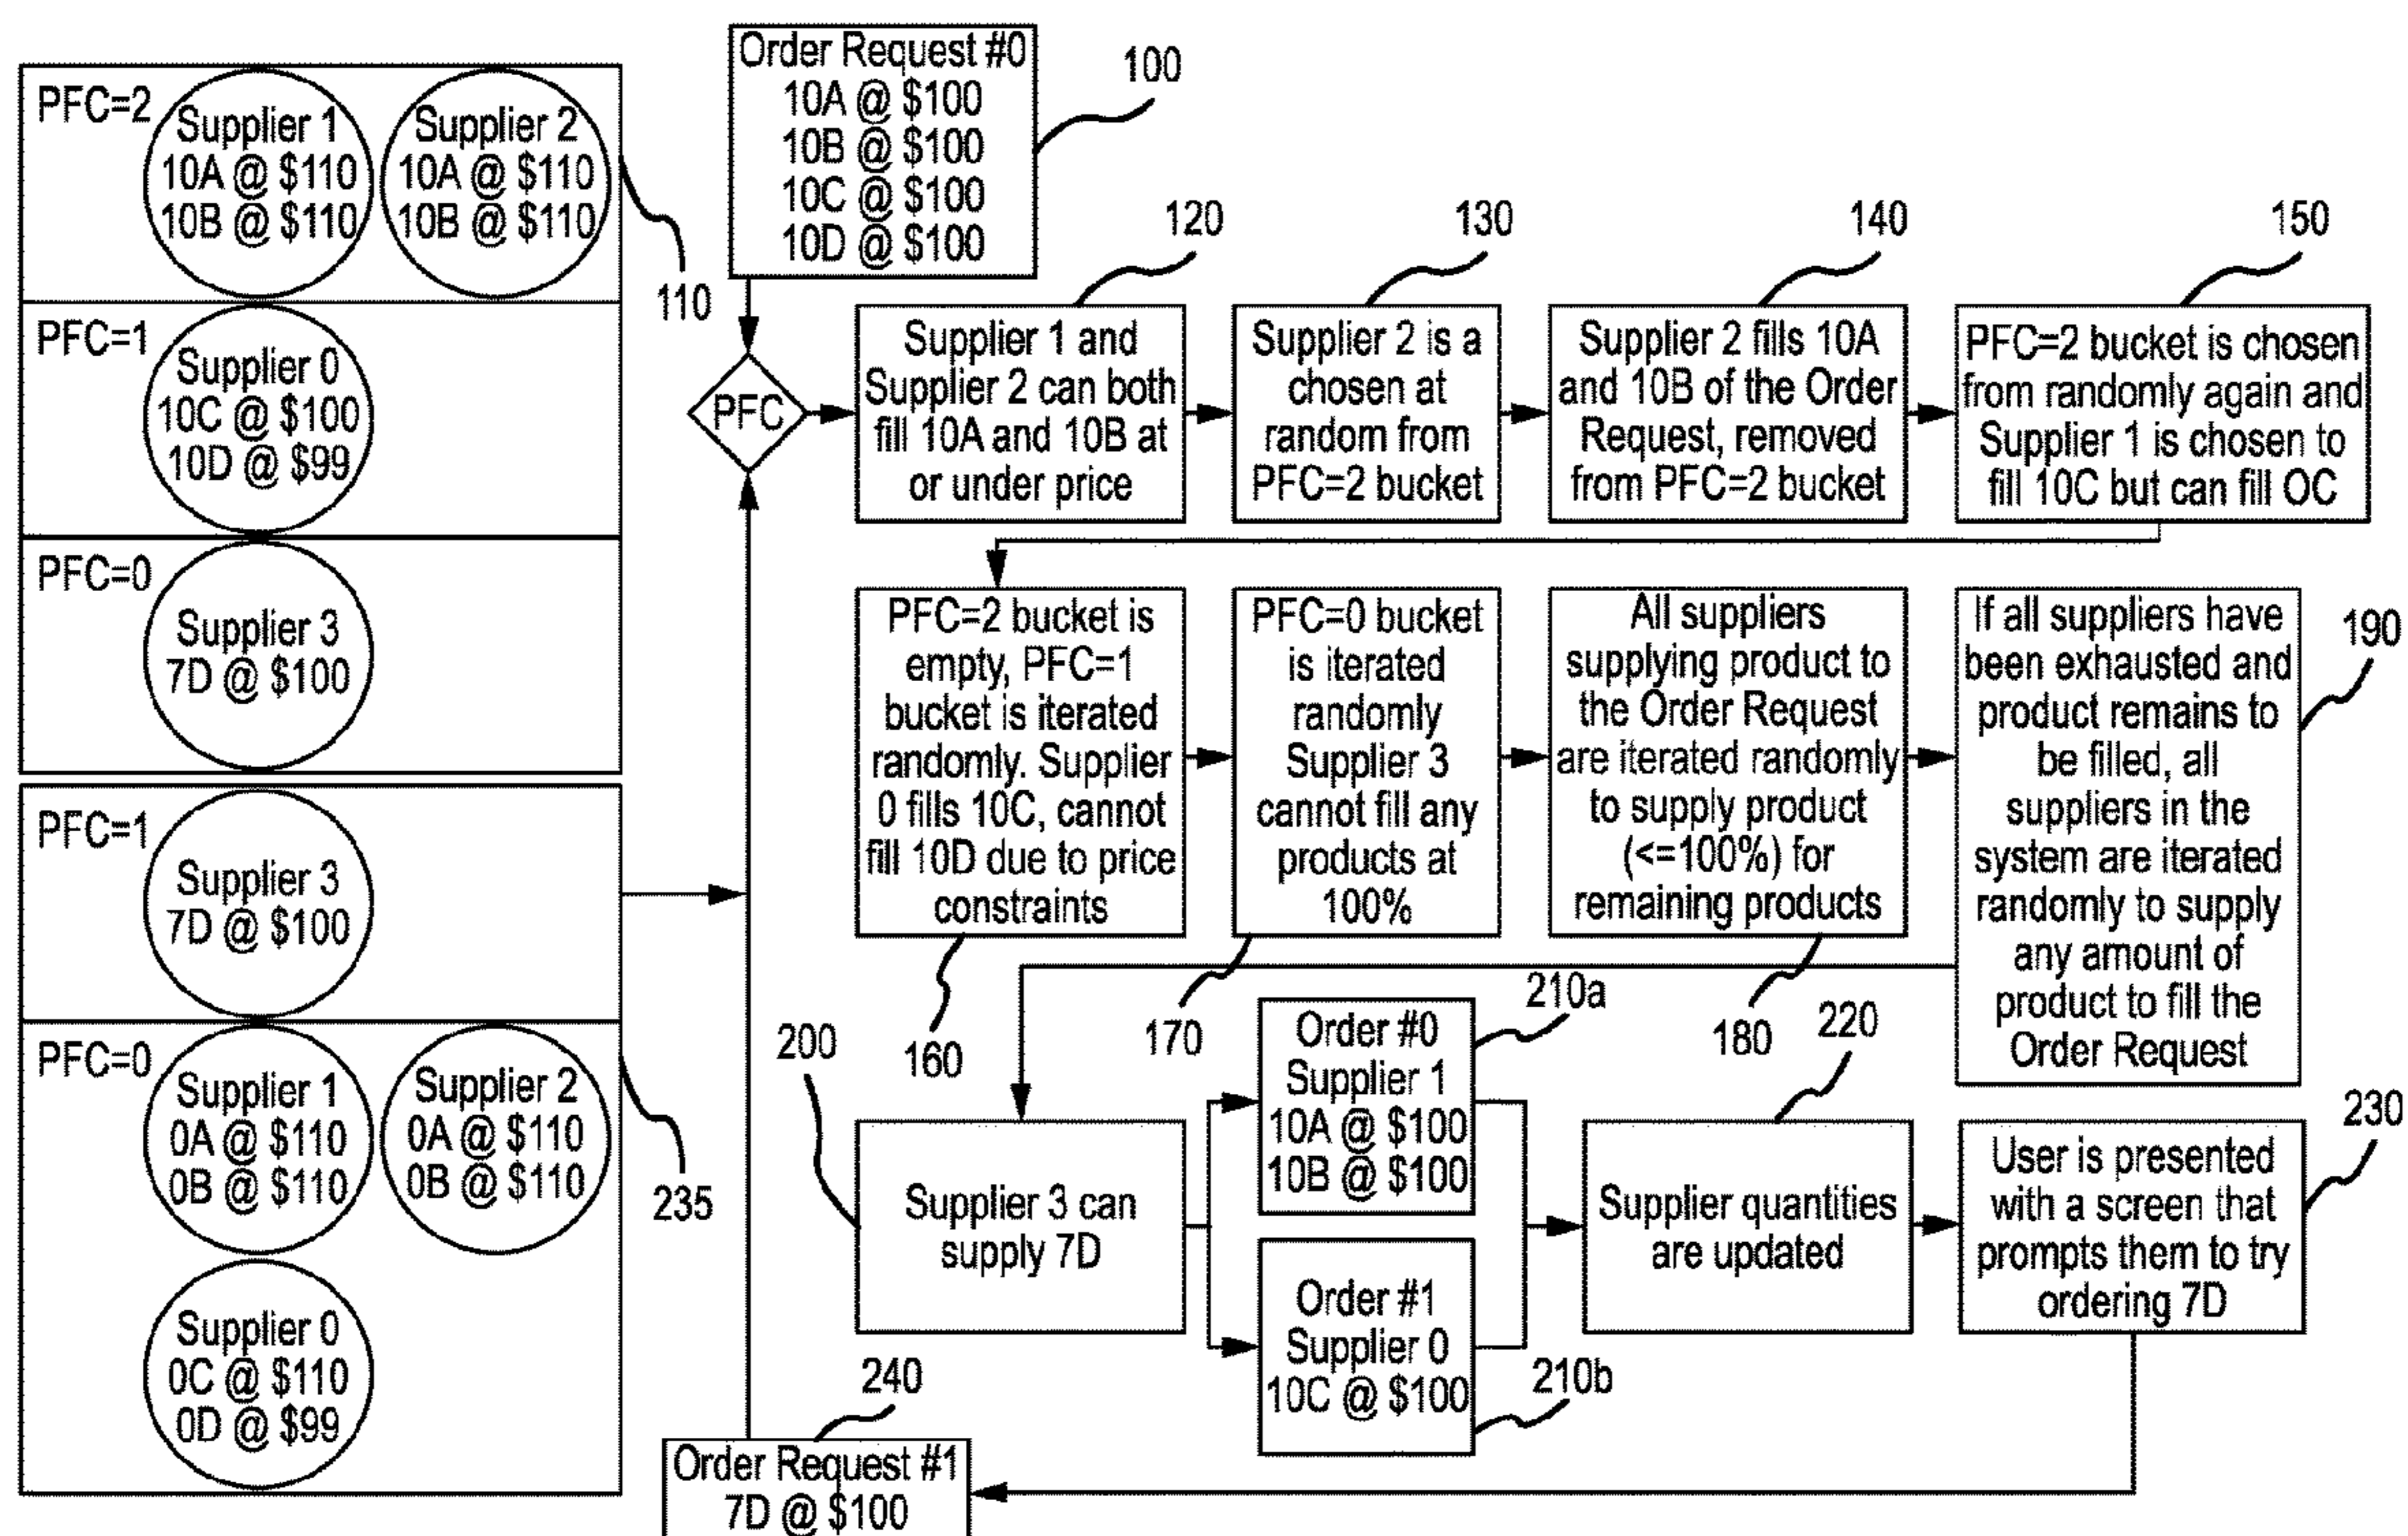 Order Request #0
10A @ $100
10B @ $100
10C @ $100
10D @ $100
100
PFC=2
Supplier 1
10A @ $110
10B @ $110
Supplier 2
10A @ $110
10B @ $110
110
PFC=1
Supplier 0
10C @ $100
10D @ $99
PFC=0
Supplier 3
7D @ $100
PFC
120
Supplier 1 and
Supplier 2 can both
fill 10A and 10B at
or under price
130
Supplier 2 is a
chosen at
random from
PFC=2 bucket
140
Supplier 2 fills 10A
and 10B of the Order
Request, removed
from PFC=2 bucket
150
PFC=2 bucket is chosen
from randomly again and
Supplier 1 is chosen to
fill 10C but can fill OC
PFC=2 bucket is
empty, PFC=1
bucket is iterated
randomly. Supplier
0 fills 10C, cannot
fill 10D due to price
constraints
160
PFC=0 bucket
is iterated
randomly
Supplier 3
cannot fill any
products at
100%
170
All suppliers
supplying product to
the Order Request
are iterated randomly
to supply product
(<=100%) for
remaining products
180
If all suppliers have
been exhausted and
product remains to
be filled, all
suppliers in the
system are iterated
randomly to supply
any amount of
product to fill the
Order Request
190
PFC=1
Supplier 3
7D @ $100
PFC=0
Supplier 1
0A @ $110
0B @ $110
Supplier 2
0A @ $110
0B @ $110
235
Supplier 0
0C @ $110
0D @ $99
200
Supplier 3 can
supply 7D
210a
Order #0
Supplier 1
10A @ $100
10B @ $100
Order #1
Supplier 0
10C @ $100
210b
220
Supplier quantities
are updated
230
User is presented
with a screen that
prompts them to try
ordering 7D
240
Order Request #1
7D @ $100